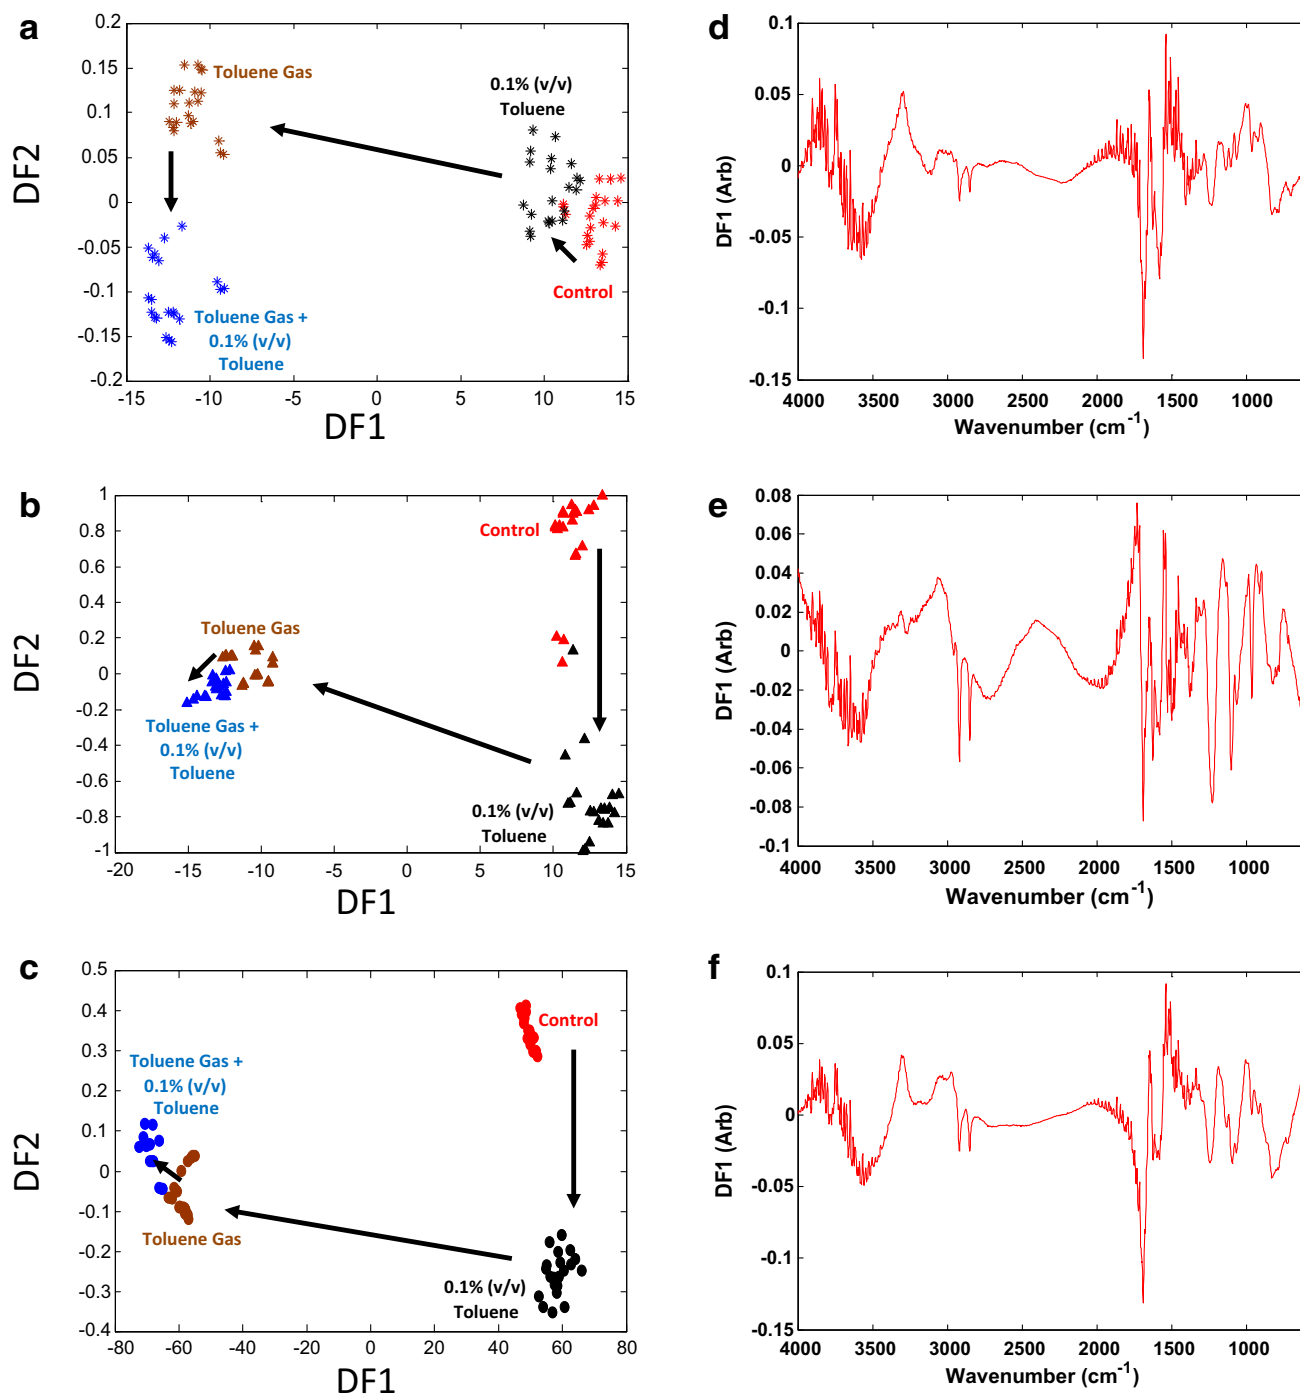 a
0.2
0.15
0.1
0.05
0
-0.05
-0.1
-0.15
-0.2
DF2
-15
-10
-5
0
5
10
15
DF1
Toluene Gas
0.1% (v/v)
Toluene
Control
Toluene Gas +
0.1% (v/v)
Toluene
d
0.1
0.05
0
-0.05
-0.1
-0.15
DF1 (Arb)
4000
3500
3000
2500
2000
1500
1000
Wavenumber (cm-1)
b
1
0.8
0.6
0.4
0.2
0
-0.2
-0.4
-0.6
-0.8
-1
DF2
-20
-15
-10
-5
0
5
10
15
DF1
Control
Toluene Gas
Toluene Gas +
0.1% (v/v)
Toluene
0.1% (v/v)
Toluene
e
0.08
0.06
0.04
0.02
0
-0.02
-0.04
-0.06
-0.08
-0.1
DF1 (Arb)
4000
3500
3000
2500
2000
1500
1000
Wavenumber (cm-1)
c
0.5
0.4
0.3
0.2
0.1
0
-0.1
-0.2
-0.3
-0.4
DF2
-80
-60
-40
-20
0
20
40
60
80
DF1
Control
Toluene Gas +
0.1% (v/v)
Toluene
Toluene Gas
0.1% (v/v)
Toluene
f
0.1
0.05
0
-0.05
-0.1
-0.15
DF1 (Arb)
4000
3500
3000
2500
2000
1500
1000
Wavenumber (cm-1)